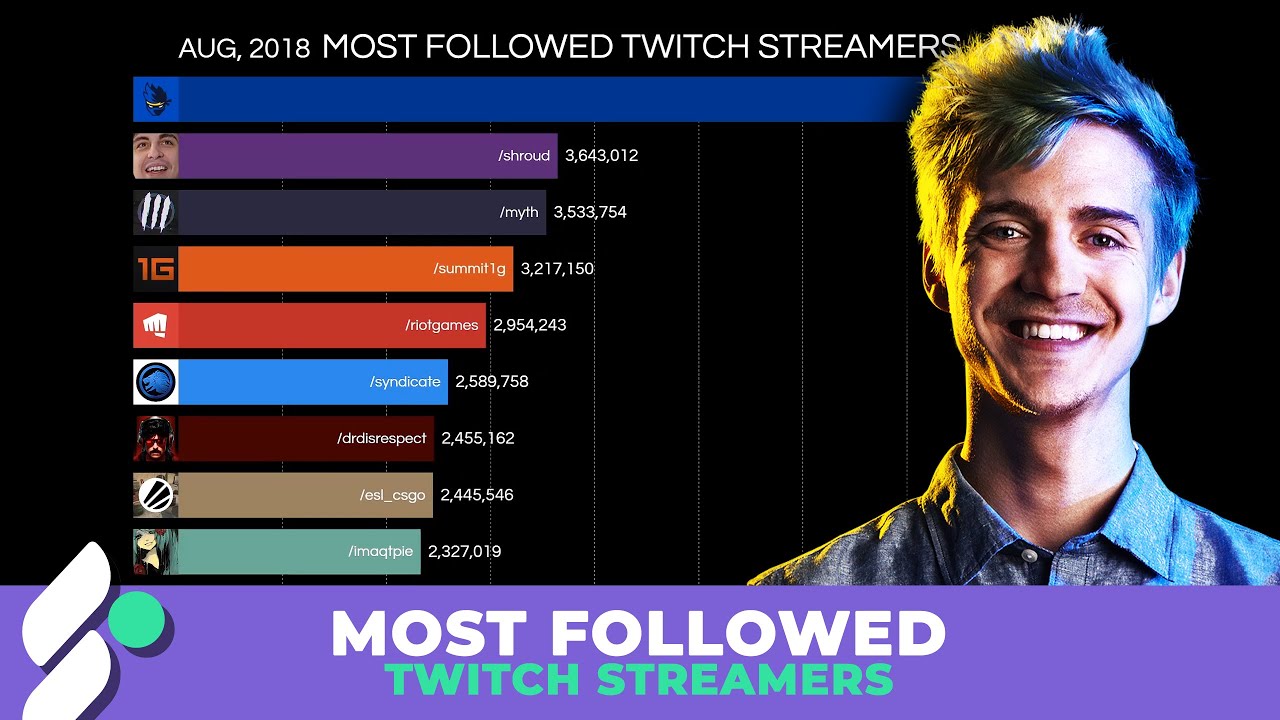 AUG, 2018 MOST FOLLOWED TWITCH STREAMERS
/shroud 3,643,012
/myth 3,533,754
1G /summit1g 3,217,150
/riotgames 2,954,243
/syndicate 2,589,758
/drdisrespect 2,455,162
/esl_csgo 2,445,546
/imaqtpie 2,327,019
MOST FOLLOWED
TWITCH STREAMERS